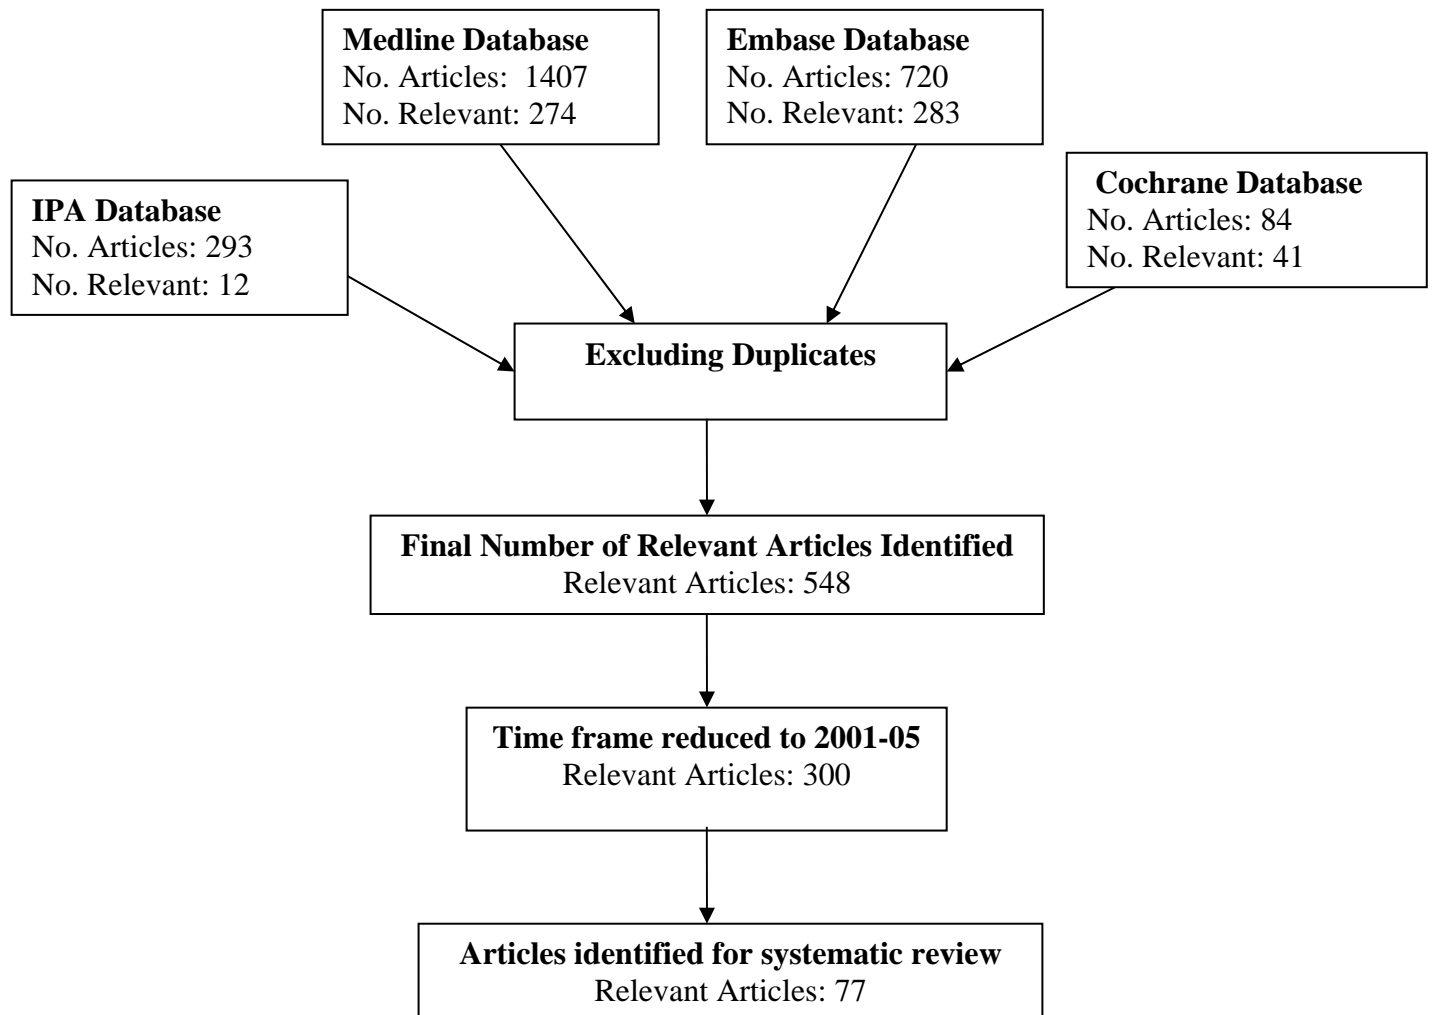 Medline Database
No. Articles: 1407
No. Relevant: 274
Embase Database
No. Articles: 720
No. Relevant: 283
IPA Database
No. Articles: 293
No. Relevant: 12
Cochrane Database
No. Articles: 84
No. Relevant: 41
Excluding Duplicates
Final Number of Relevant Articles Identified
Relevant Articles: 548
Time frame reduced to 2001-05
Relevant Articles: 300
Articles identified for systematic review
Relevant Articles: 77